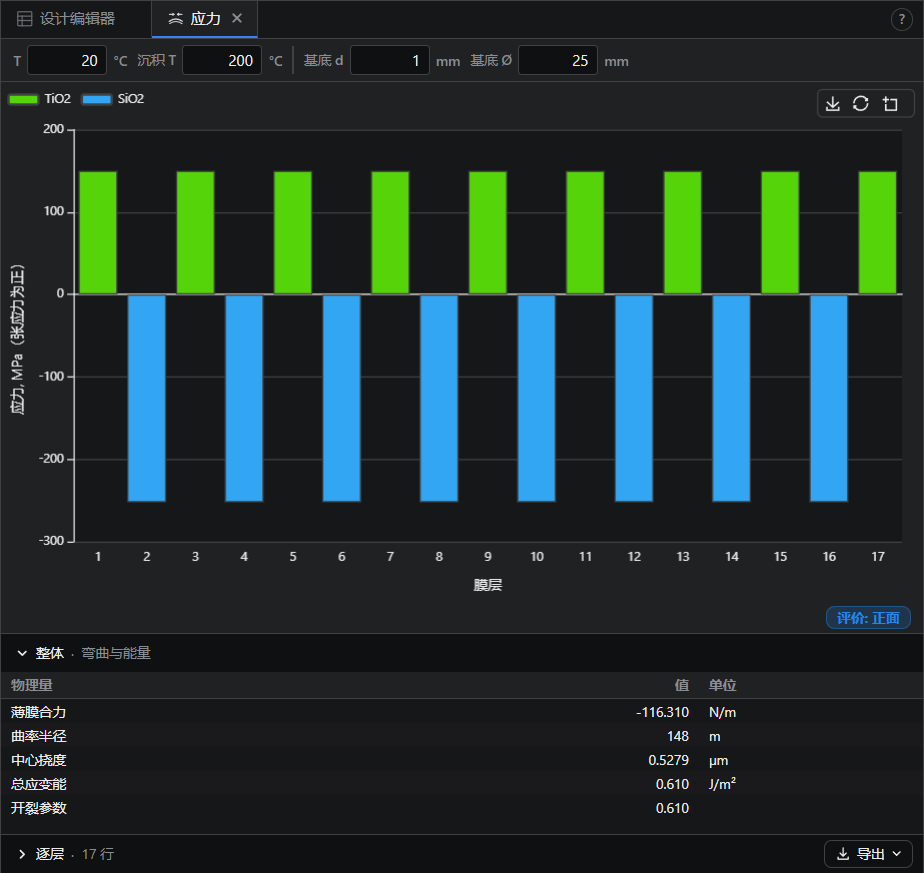 设计编辑器 应力 ✕ ?
T 20 °C 沉积 T 200 °C 基底 d 1 mm 基底 Ø 25 mm
TiO2 SiO2
200
100
0
-100
-200
-300
应力, MPa (张应力为正)
1 2 3 4 5 6 7 8 9 10 11 12 13 14 15 16 17
膜层
评价: 正面
整体 · 弯曲与能量
物理量 值 单位
薄膜合力 -116.310 N/m
曲率半径 148 m
中心挠度 0.5279 µm
总应变能 0.610 J/m²
开裂参数 0.610
逐层 · 17 行 导出